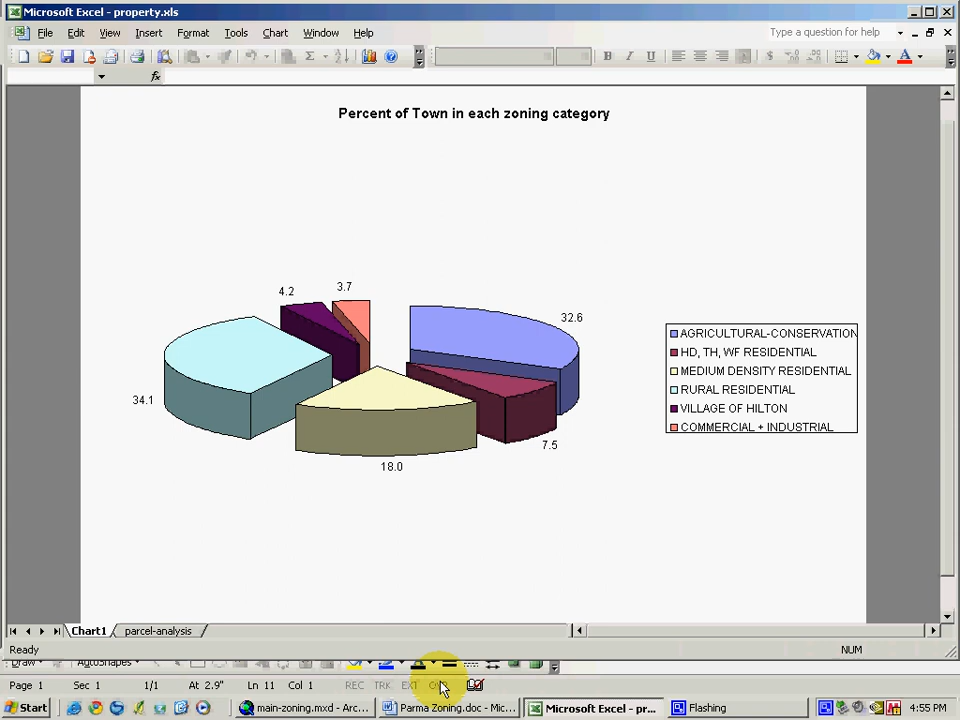 Microsoft Excel - property.xls
File Edit View Insert Format Tools Chart Window Help Type a question for help
B I U $
fx
Percent of Town in each zoning category
4.2
3.7
32.6
34.1
18.0
7.5
AGRICULTURAL-CONSERVATION
HD, TH, WF RESIDENTIAL
MEDIUM DENSITY RESIDENTIAL
RURAL RESIDENTIAL
VILLAGE OF HILTON
COMMERCIAL + INDUSTRIAL
Chart1 parcel-analysis
Ready NUM
Draw AutoShapes
Page 1 Sec 1 1/1 At 2.9" Ln 11 Col 1 REC TRK EXT OVR
Start main-zoning.mxd - Arc... Parma Zoning.doc - Mic... Microsoft Excel - pr... Flashing 4:55 PM